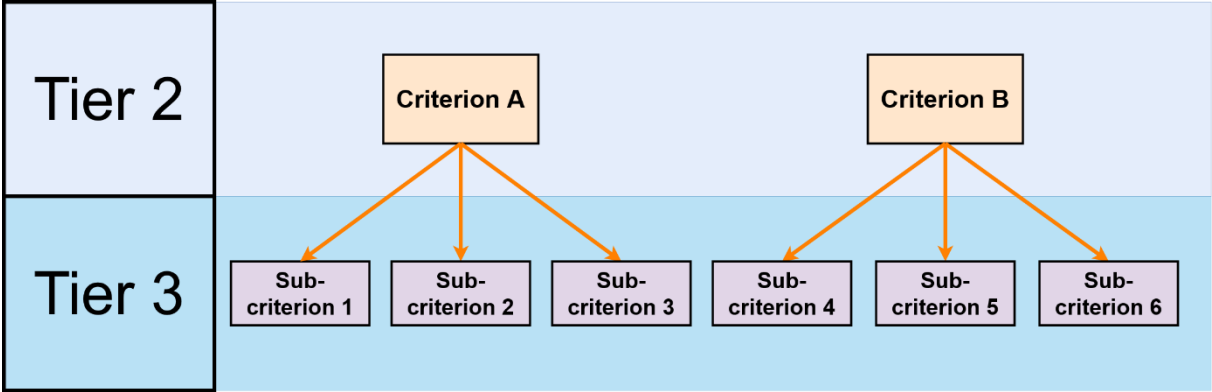 Tier 2
Criterion A
Criterion B
Tier 3
Sub-
criterion 1
Sub-
criterion 2
Sub-
criterion 3
Sub-
criterion 4
Sub-
criterion 5
Sub-
criterion 6